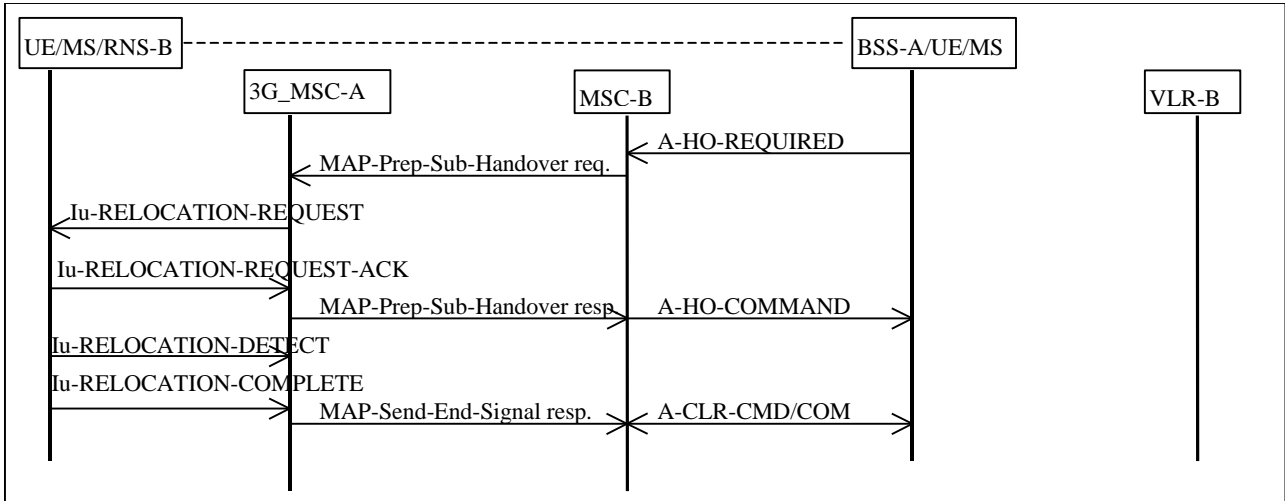 UE/MS/RNS-B
BSS-A/UE/MS
3G_MSC-A
MSC-B
VLR-B
A-HO-REQUIRED
MAP-Prep-Sub-Handover req.
Iu-RELOCATION-REQUEST
Iu-RELOCATION-REQUEST-ACK
MAP-Prep-Sub-Handover resp.
A-HO-COMMAND
Iu-RELOCATION-DETECT
Iu-RELOCATION-COMPLETE
MAP-Send-End-Signal resp.
A-CLR-CMD/COM